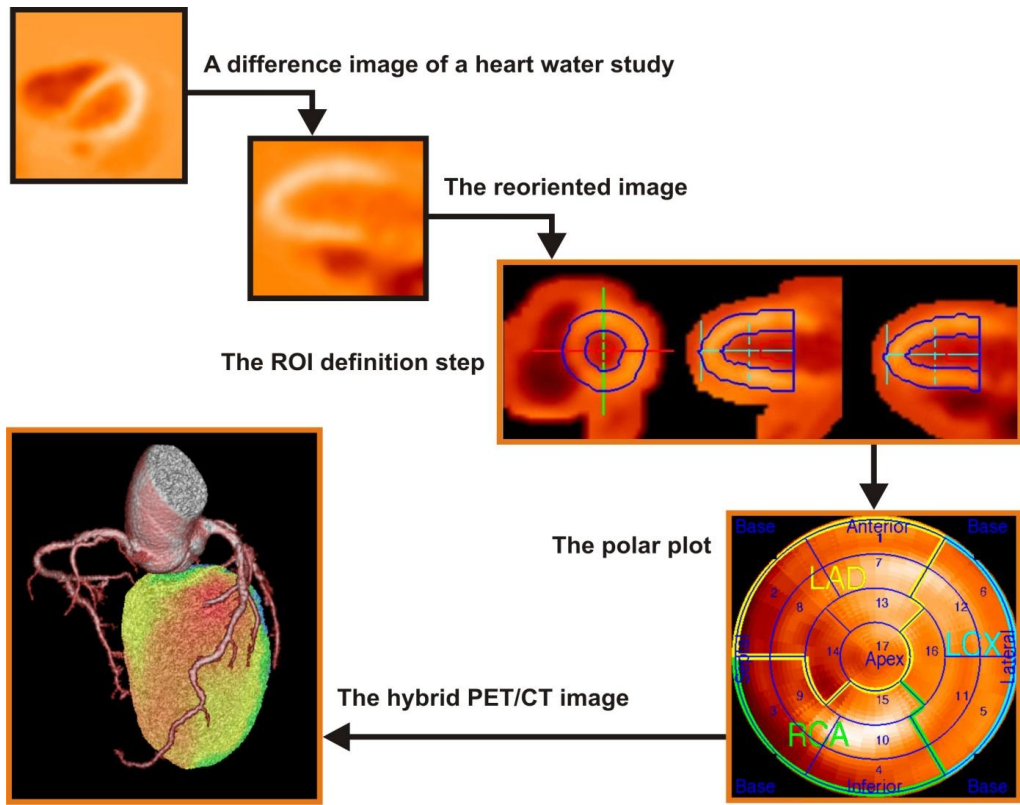 A difference image of a heart water study
The reoriented image
The ROI definition step
The polar plot
Base
Anterior
Base
1
7
LAD
2
8
13
12
6
Septal
14
17
Apex
16
LCX
Lateral
3
9
15
11
5
RCA
10
4
Base
Inferior
Base
The hybrid PET/CT image